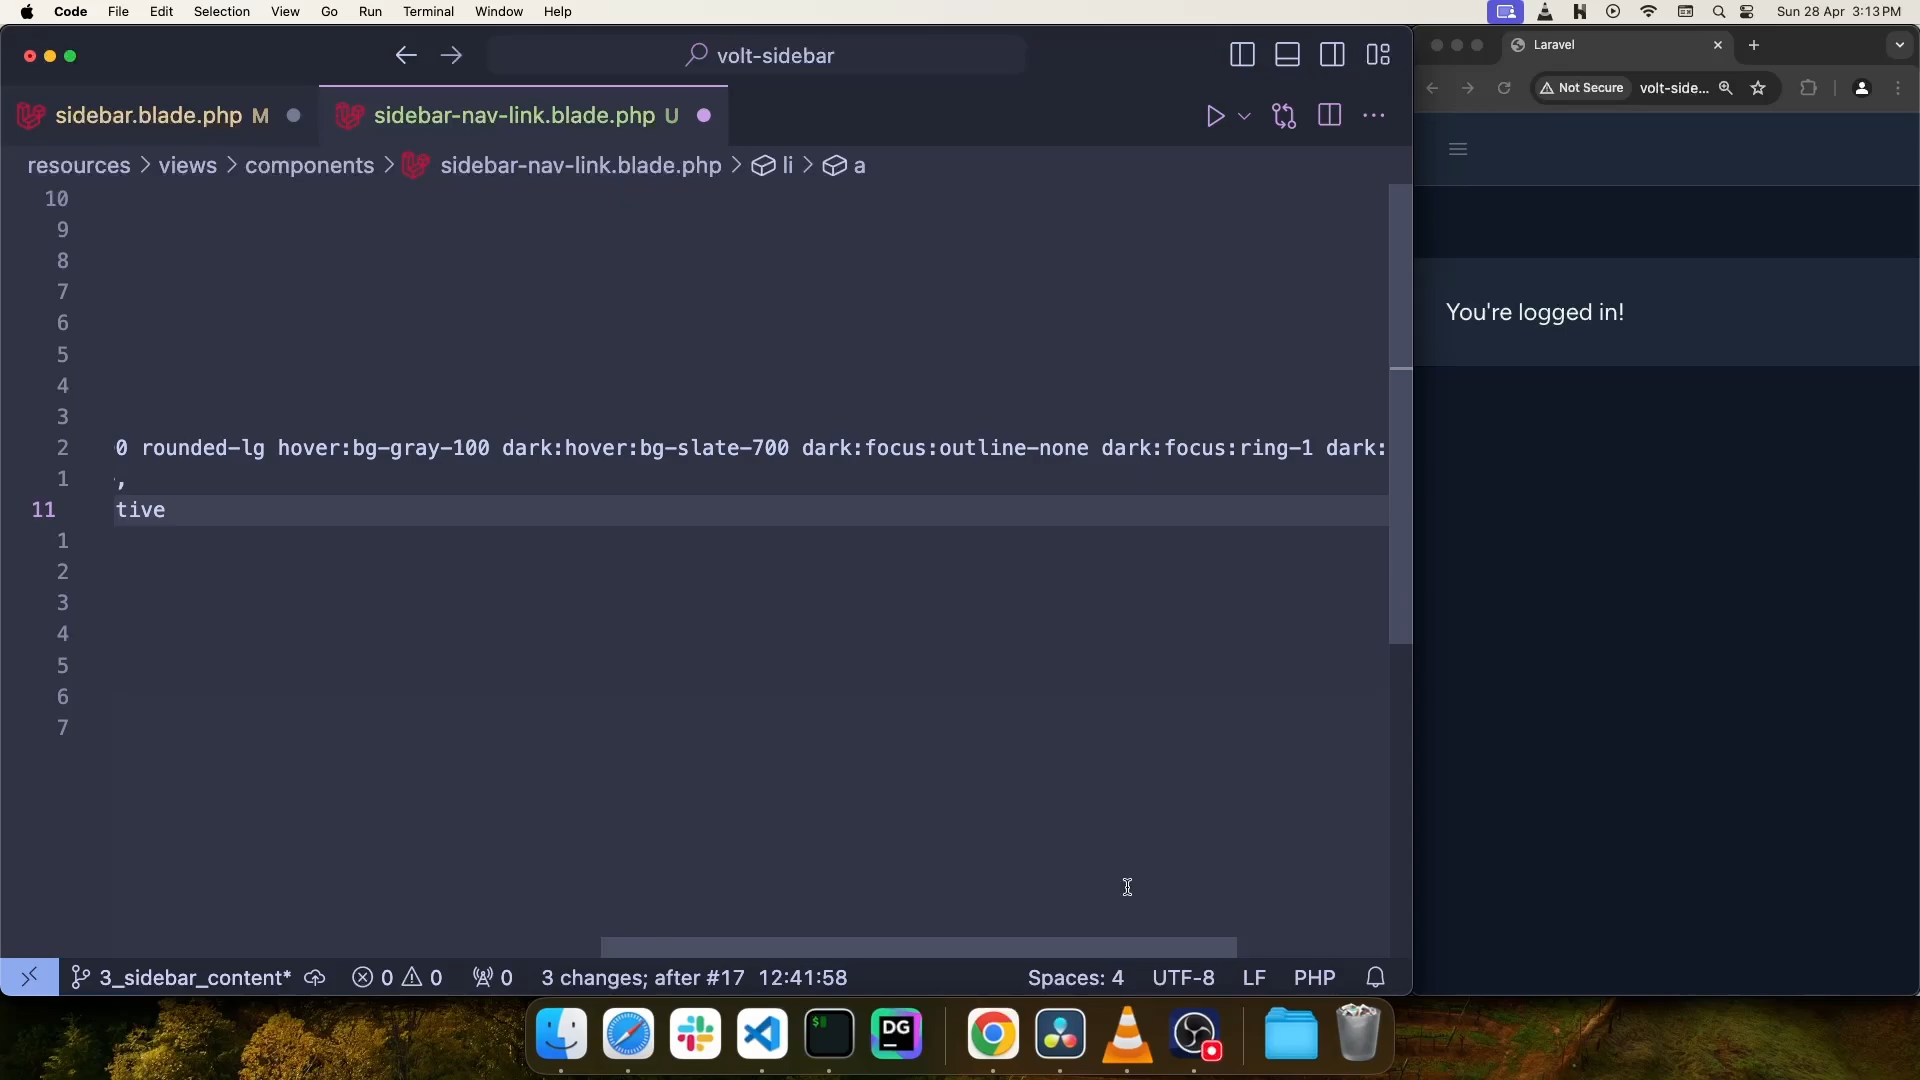 Code File Edit Selection View Go Run Terminal Window Help
Sun 28 Apr 3:13 PM
volt-sidebar
Laravel
sidebar.blade.php M
sidebar-nav-link.blade.php U
Not Secure volt-side...
resources > views > components > sidebar-nav-link.blade.php > li > a
10
9
8
7
6
5
4
3
2 0 rounded-lg hover:bg-gray-100 dark:hover:bg-slate-700 dark:focus:outline-none dark:focus:ring-1 dark:
1 ,
11 tive
1
2
3
4
5
6
7
You're logged in!
3_sidebar_content* 0 0 0 3 changes; after #17 12:41:58
Spaces: 4 UTF-8 LF PHP
$
DG